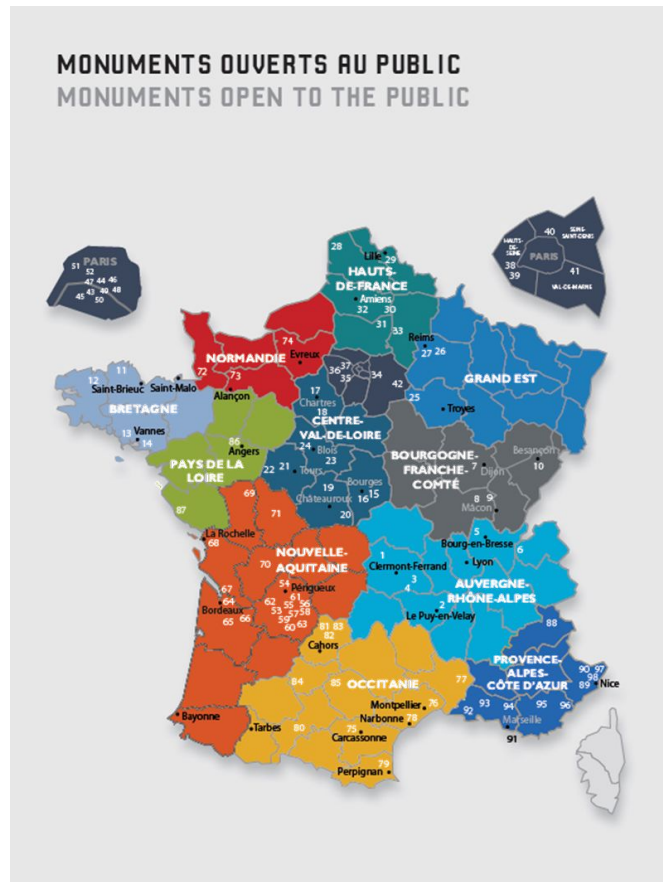 MONUMENTS OUVERTS AU PUBLIC
MONUMENTS OPEN TO THE PUBLIC
51
PARIS
52
47 44 46
45 43 49 48
50
40
SEINE-
SAINT-DENIS
HAUTS-
DE-
SEINE
PARIS
38
39
41
VAL-DE-MARNE
28
Lille
29
HAUTS-
DE-FRANCE
Amiens
32
30
31
33
Reims
27 26
GRAND EST
25
Troyes
74
NORMANDIE
Evreux
72
73
Alançon
37
36
35
34
42
12
11
Saint-Brieuc
Saint-Malo
BRETAGNE
Vannes
13
14
17
Chartres
18
CENTRE-
VAL-DE-LOIRE
24
Blois
23
22
21
Tours
Bourges
19
16
15
Châteauroux
20
86
Angers
PAYS DE LA
LOIRE
87
BOURGOGNE-
FRANCHE-
COMTÉ
7
Dijon
Besançon
10
8
9
Mâcon
69
71
La Rochelle
68
NOUVELLE-
AQUITAINE
70
54
Périgueux
67
64
Bordeaux
65
66
62
61
55
56
53
57
58
59
60
63
Bayonne
5
Bourg-en-Bresse
6
1
Clermont-Ferrand
Lyon
3
4
AUVERGNE-
RHÔNE-ALPES
2
Le Puy-en-Velay
81 83
82
Cahors
84
85
OCCITANIE
77
Montpellier
76
Narbonne
78
75
Carcassonne
80
Tarbes
79
Perpignan
88
PROVENCE-
ALPES-
CÔTE D'AZUR
90 97
98
89
Nice
92
93
94
95
96
Marseille
91